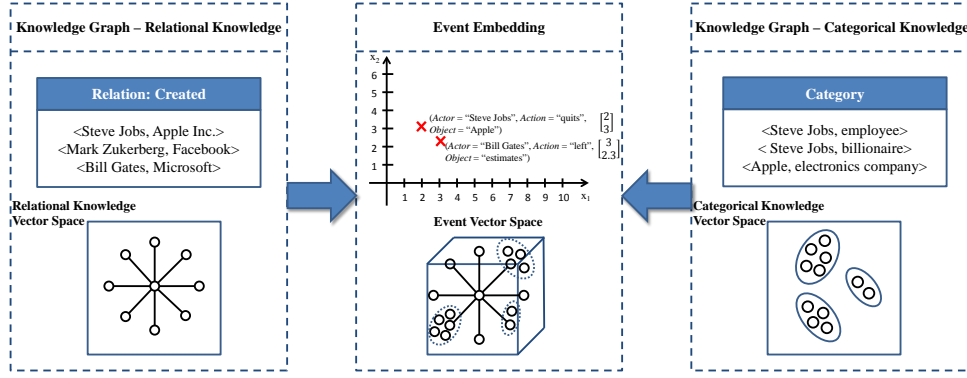 Knowledge Graph – Relational Knowledge
Relation: Created
<Steve Jobs, Apple Inc.>
<Mark Zukerberg, Facebook>
<Bill Gates, Microsoft>
Relational Knowledge
Vector Space
Event Embedding
x2
6
5
4
3
2
1
1 2 3 4 5 6 7 8 9 10 x1
(Actor = “Steve Jobs”, Action = “quits”,
Object = “Apple”)
[2
3]
(Actor = “Bill Gates”, Action = “left”,
Object = “estimates”)
[3
2.3]
Event Vector Space
Knowledge Graph – Categorical Knowledge
Category
<Steve Jobs, employee>
< Steve Jobs, billionaire>
<Apple, electronics company>
Categorical Knowledge
Vector Space